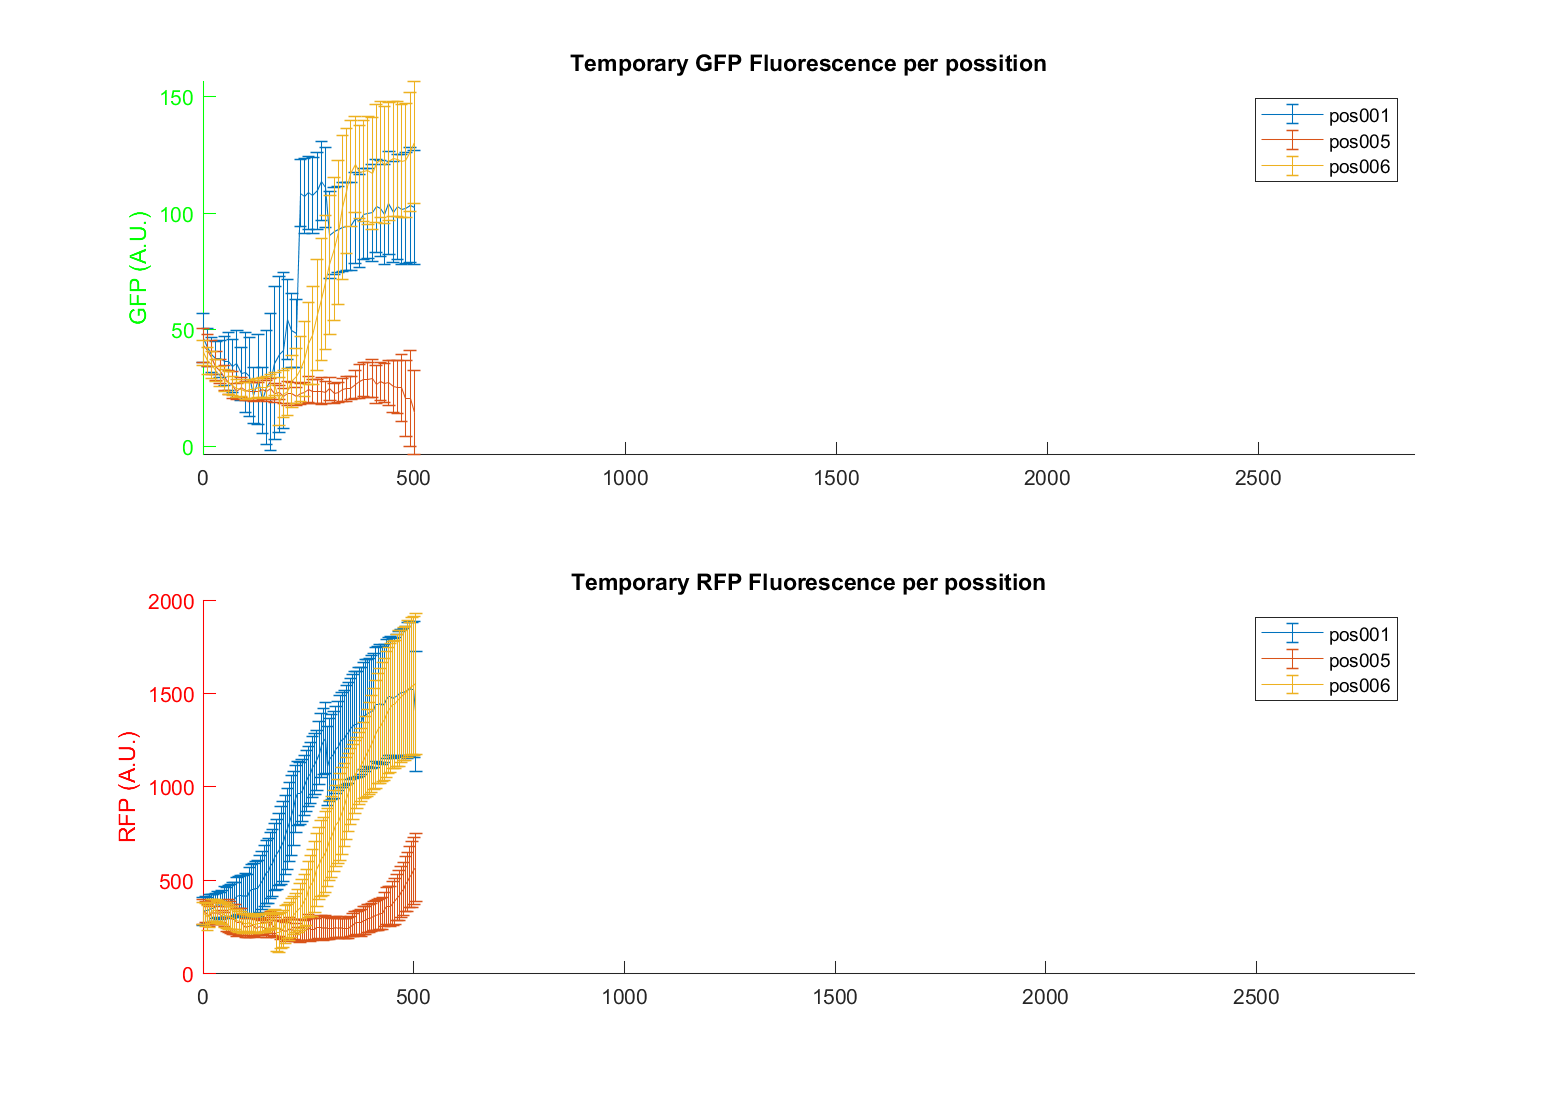 Temporary GFP Fluorescence per possition
150
100
50
0
GFP (A.U.)
pos001
pos005
pos006
0 500 1000 1500 2000 2500
Temporary RFP Fluorescence per possition
2000
1500
1000
500
0
RFP (A.U.)
pos001
pos005
pos006
0 500 1000 1500 2000 2500